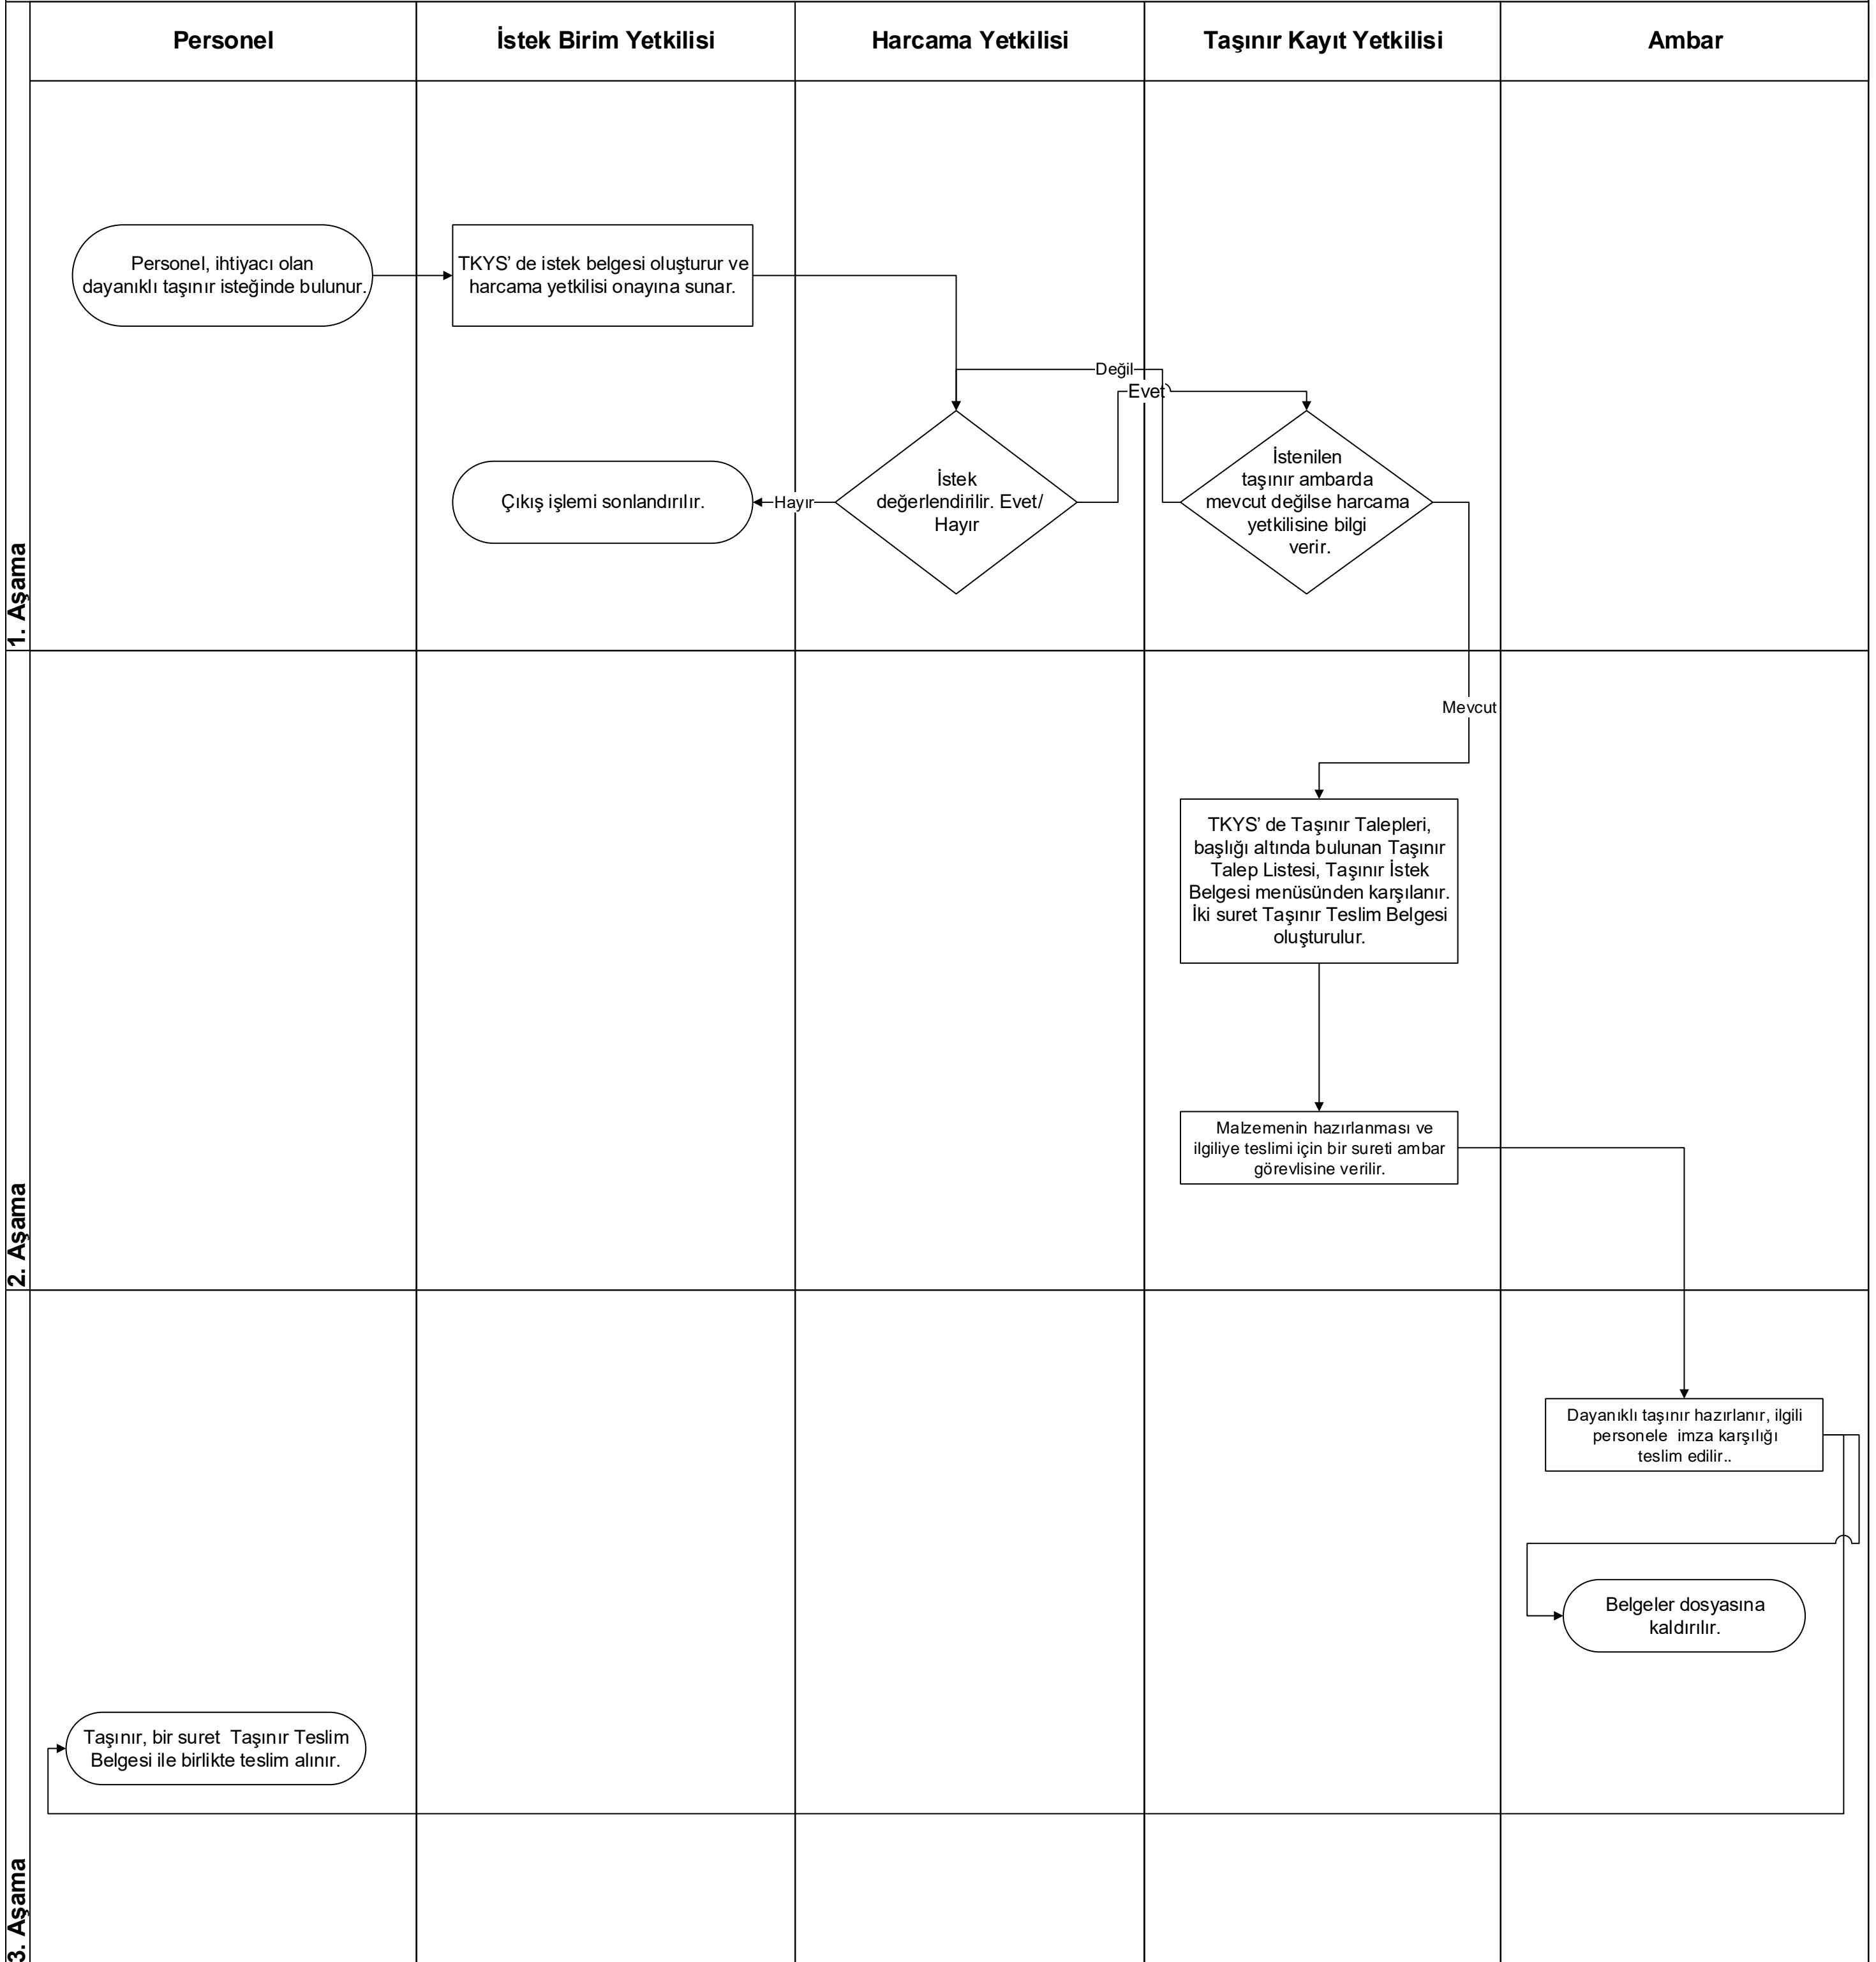 Personel
İstek Birim Yetkilisi
Harcama Yetkilisi
Taşınır Kayıt Yetkilisi
Ambar
1. Aşama
Personel, ihtiyacı olan
dayanıklı taşınır isteğinde bulunur.
TKYS’ de istek belgesi oluşturur ve
harcama yetkilisi onayına sunar.
Değil
Evet
Çıkış işlemi sonlandırılır.
Hayır
İstek
değerlendirilir. Evet/
Hayır
İstenilen
taşınır ambarda
mevcut değilse harcama
yetkilisine bilgi
verir.
2. Aşama
Mevcut
TKYS’ de Taşınır Talepleri,
başlığı altında bulunan Taşınır
Talep Listesi, Taşınır İstek
Belgesi menüsünden karşılanır.
İki suret Taşınır Teslim Belgesi
oluşturulur.
Malzemenin hazırlanması ve
ilgiliye teslimi için bir sureti ambar
görevlisine verilir.
3. Aşama
Dayanıklı taşınır hazırlanır, ilgili
personele  imza karşılığı
teslim edilir..
Belgeler dosyasına
kaldırılır.
Taşınır, bir suret  Taşınır Teslim
Belgesi ile birlikte teslim alınır.